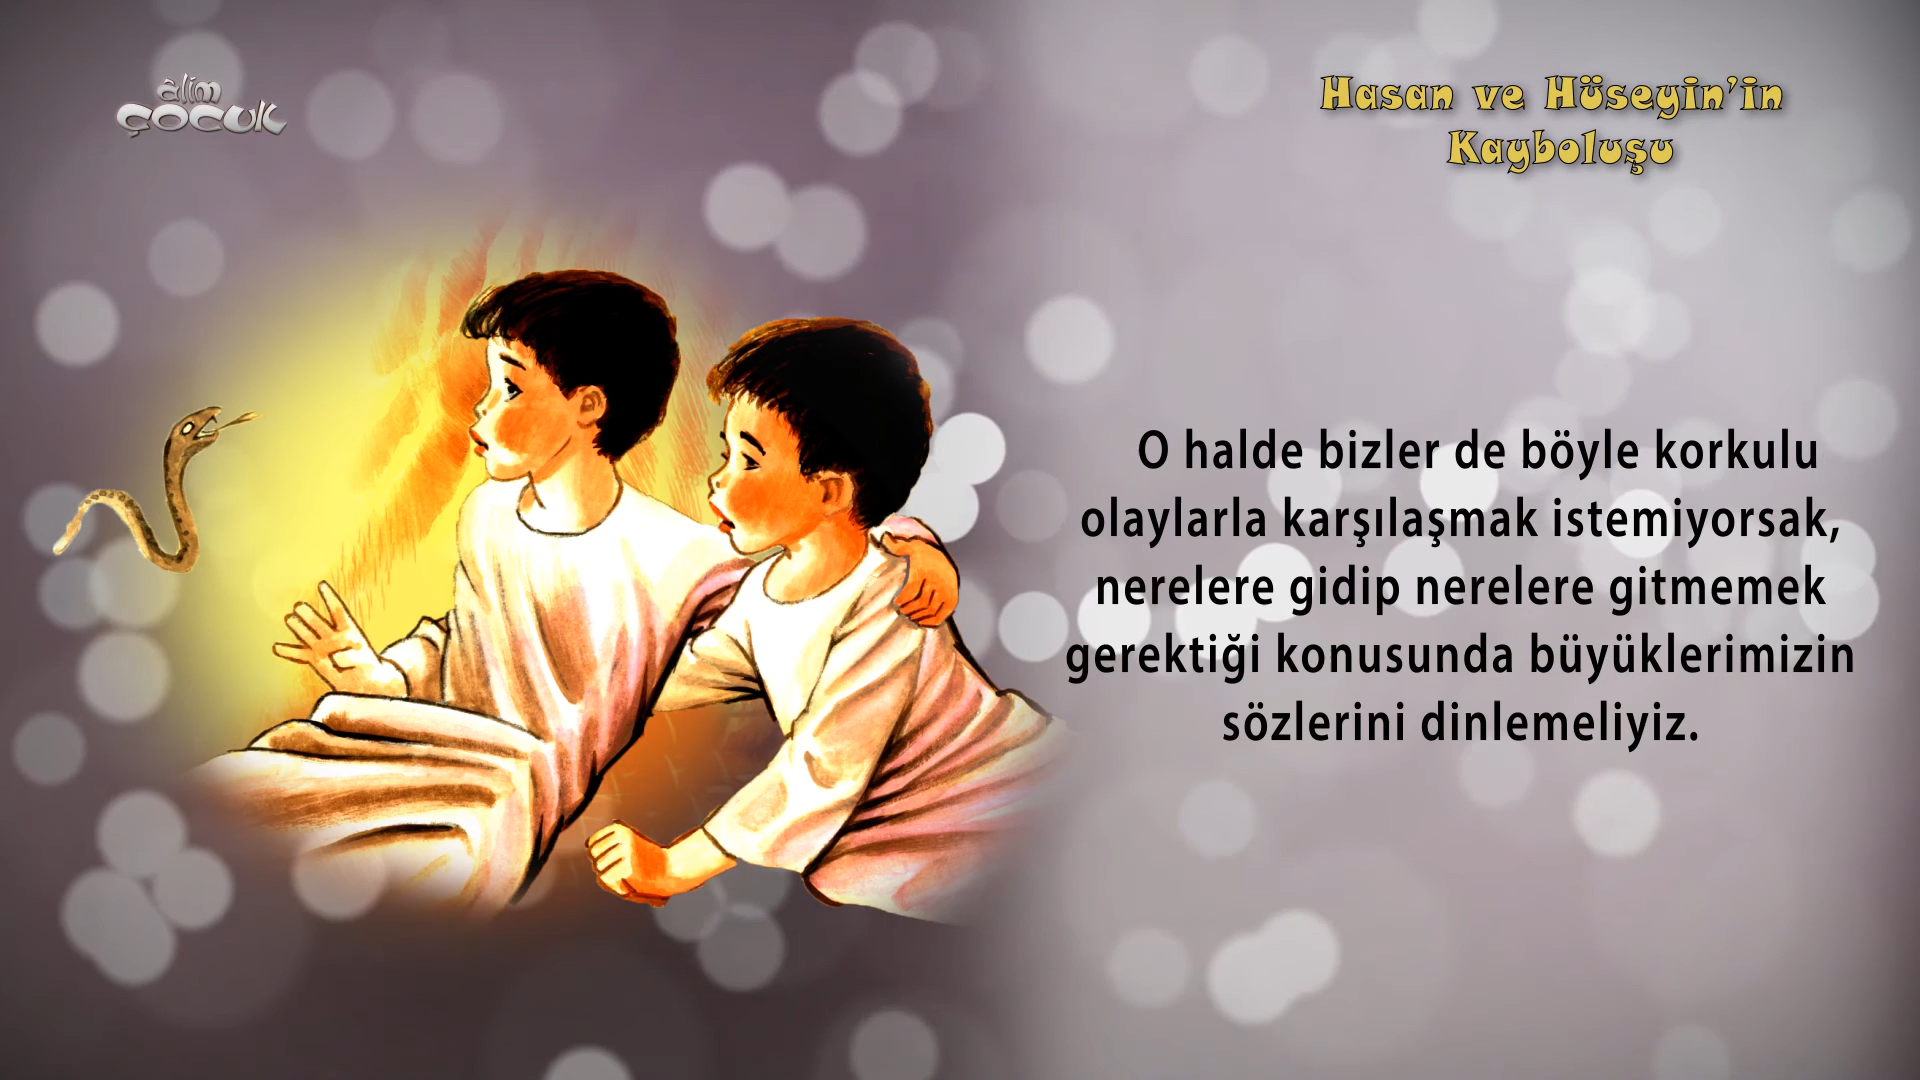 âlim
çocuk
Hasan ve Hüseyin'in
Kayboluşu
O halde bizler de böyle korkulu
olaylarla karşılaşmak istemiyorsak,
nerelere gidip nerelere gitmemek
gerektiği konusunda büyüklerimizin
sözlerini dinlemeliyiz.